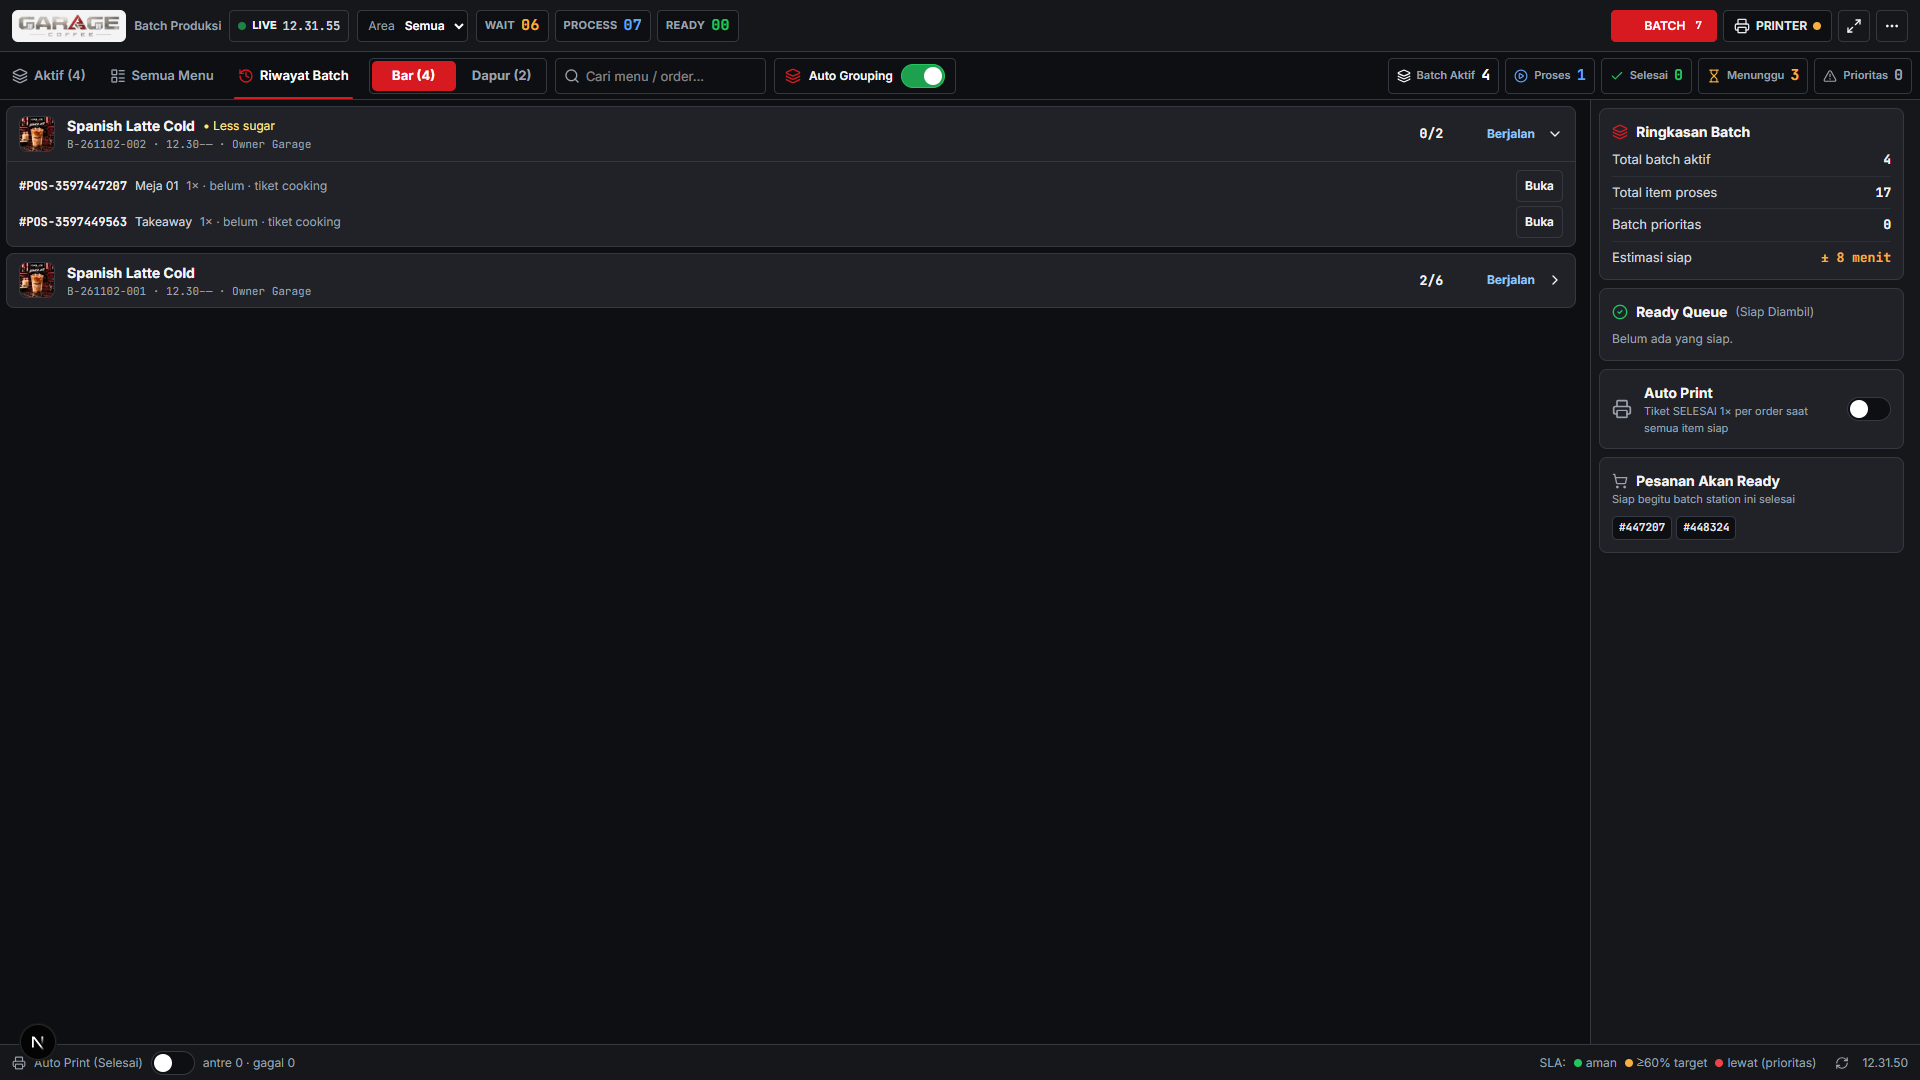 GARAGE COFFEE Batch Produksi LIVE 12.31.55 Area Semua WAIT 06 PROCESS 07 READY 00 BATCH 7 PRINTER
Aktif (4) Semua Menu Riwayat Batch Bar (4) Dapur (2) Cari menu / order... Auto Grouping Batch Aktif 4 Proses 1 Selesai 0 Menunggu 3 Prioritas 0
Spanish Latte Cold • Less sugar
B-261102-002 · 12.30–– · Owner Garage
0/2 Berjalan
#POS-3597447207 Meja 01 1× · belum · tiket cooking Buka
#POS-3597449563 Takeaway 1× · belum · tiket cooking Buka
Spanish Latte Cold
B-261102-001 · 12.30–– · Owner Garage
2/6 Berjalan
Ringkasan Batch
Total batch aktif 4
Total item proses 17
Batch prioritas 0
Estimasi siap ± 8 menit
Ready Queue (Siap Diambil)
Belum ada yang siap.
Auto Print
Tiket SELESAI 1× per order saat
semua item siap
Pesanan Akan Ready
Siap begitu batch station ini selesai
#447207 #448324
N
Auto Print (Selesai) antre 0 · gagal 0 SLA: aman ≥60% target lewat (prioritas) 12.31.50